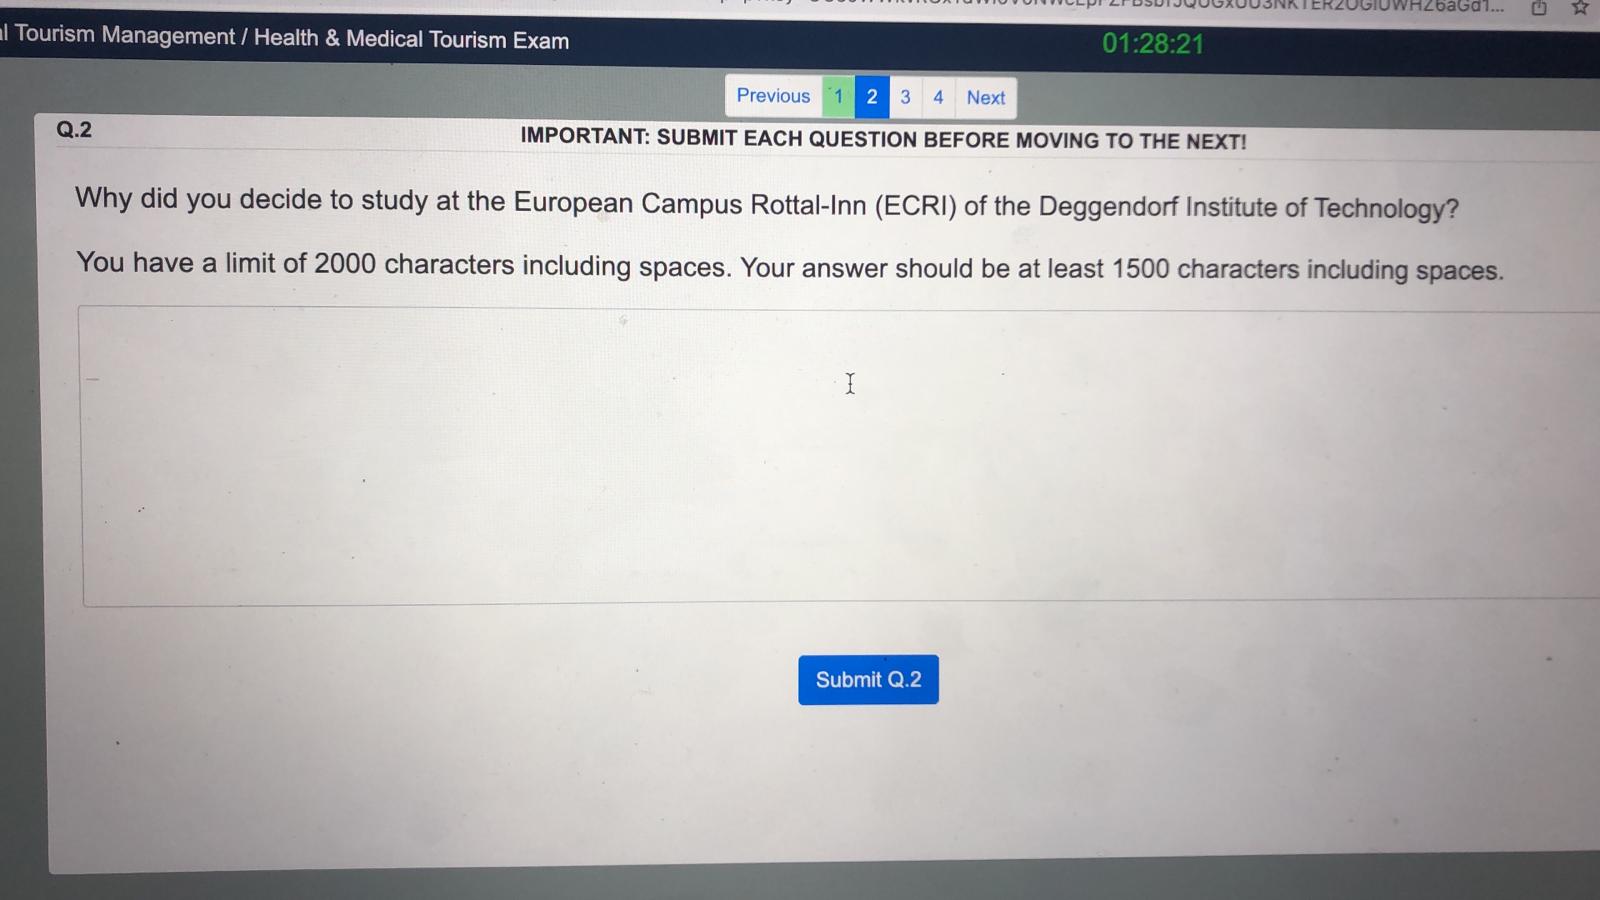 Tourism Management / Health & Medical Tourism Exam
01:28:21
Previous 1 2 3 4 Next
Q.2
IMPORTANT: SUBMIT EACH QUESTION BEFORE MOVING TO THE NEXT!
Why did you decide to study at the European Campus Rottal-Inn (ECRI) of the Deggendorf Institute of Technology?
You have a limit of 2000 characters including spaces. Your answer should be at least 1500 characters including spaces.
Submit Q.2